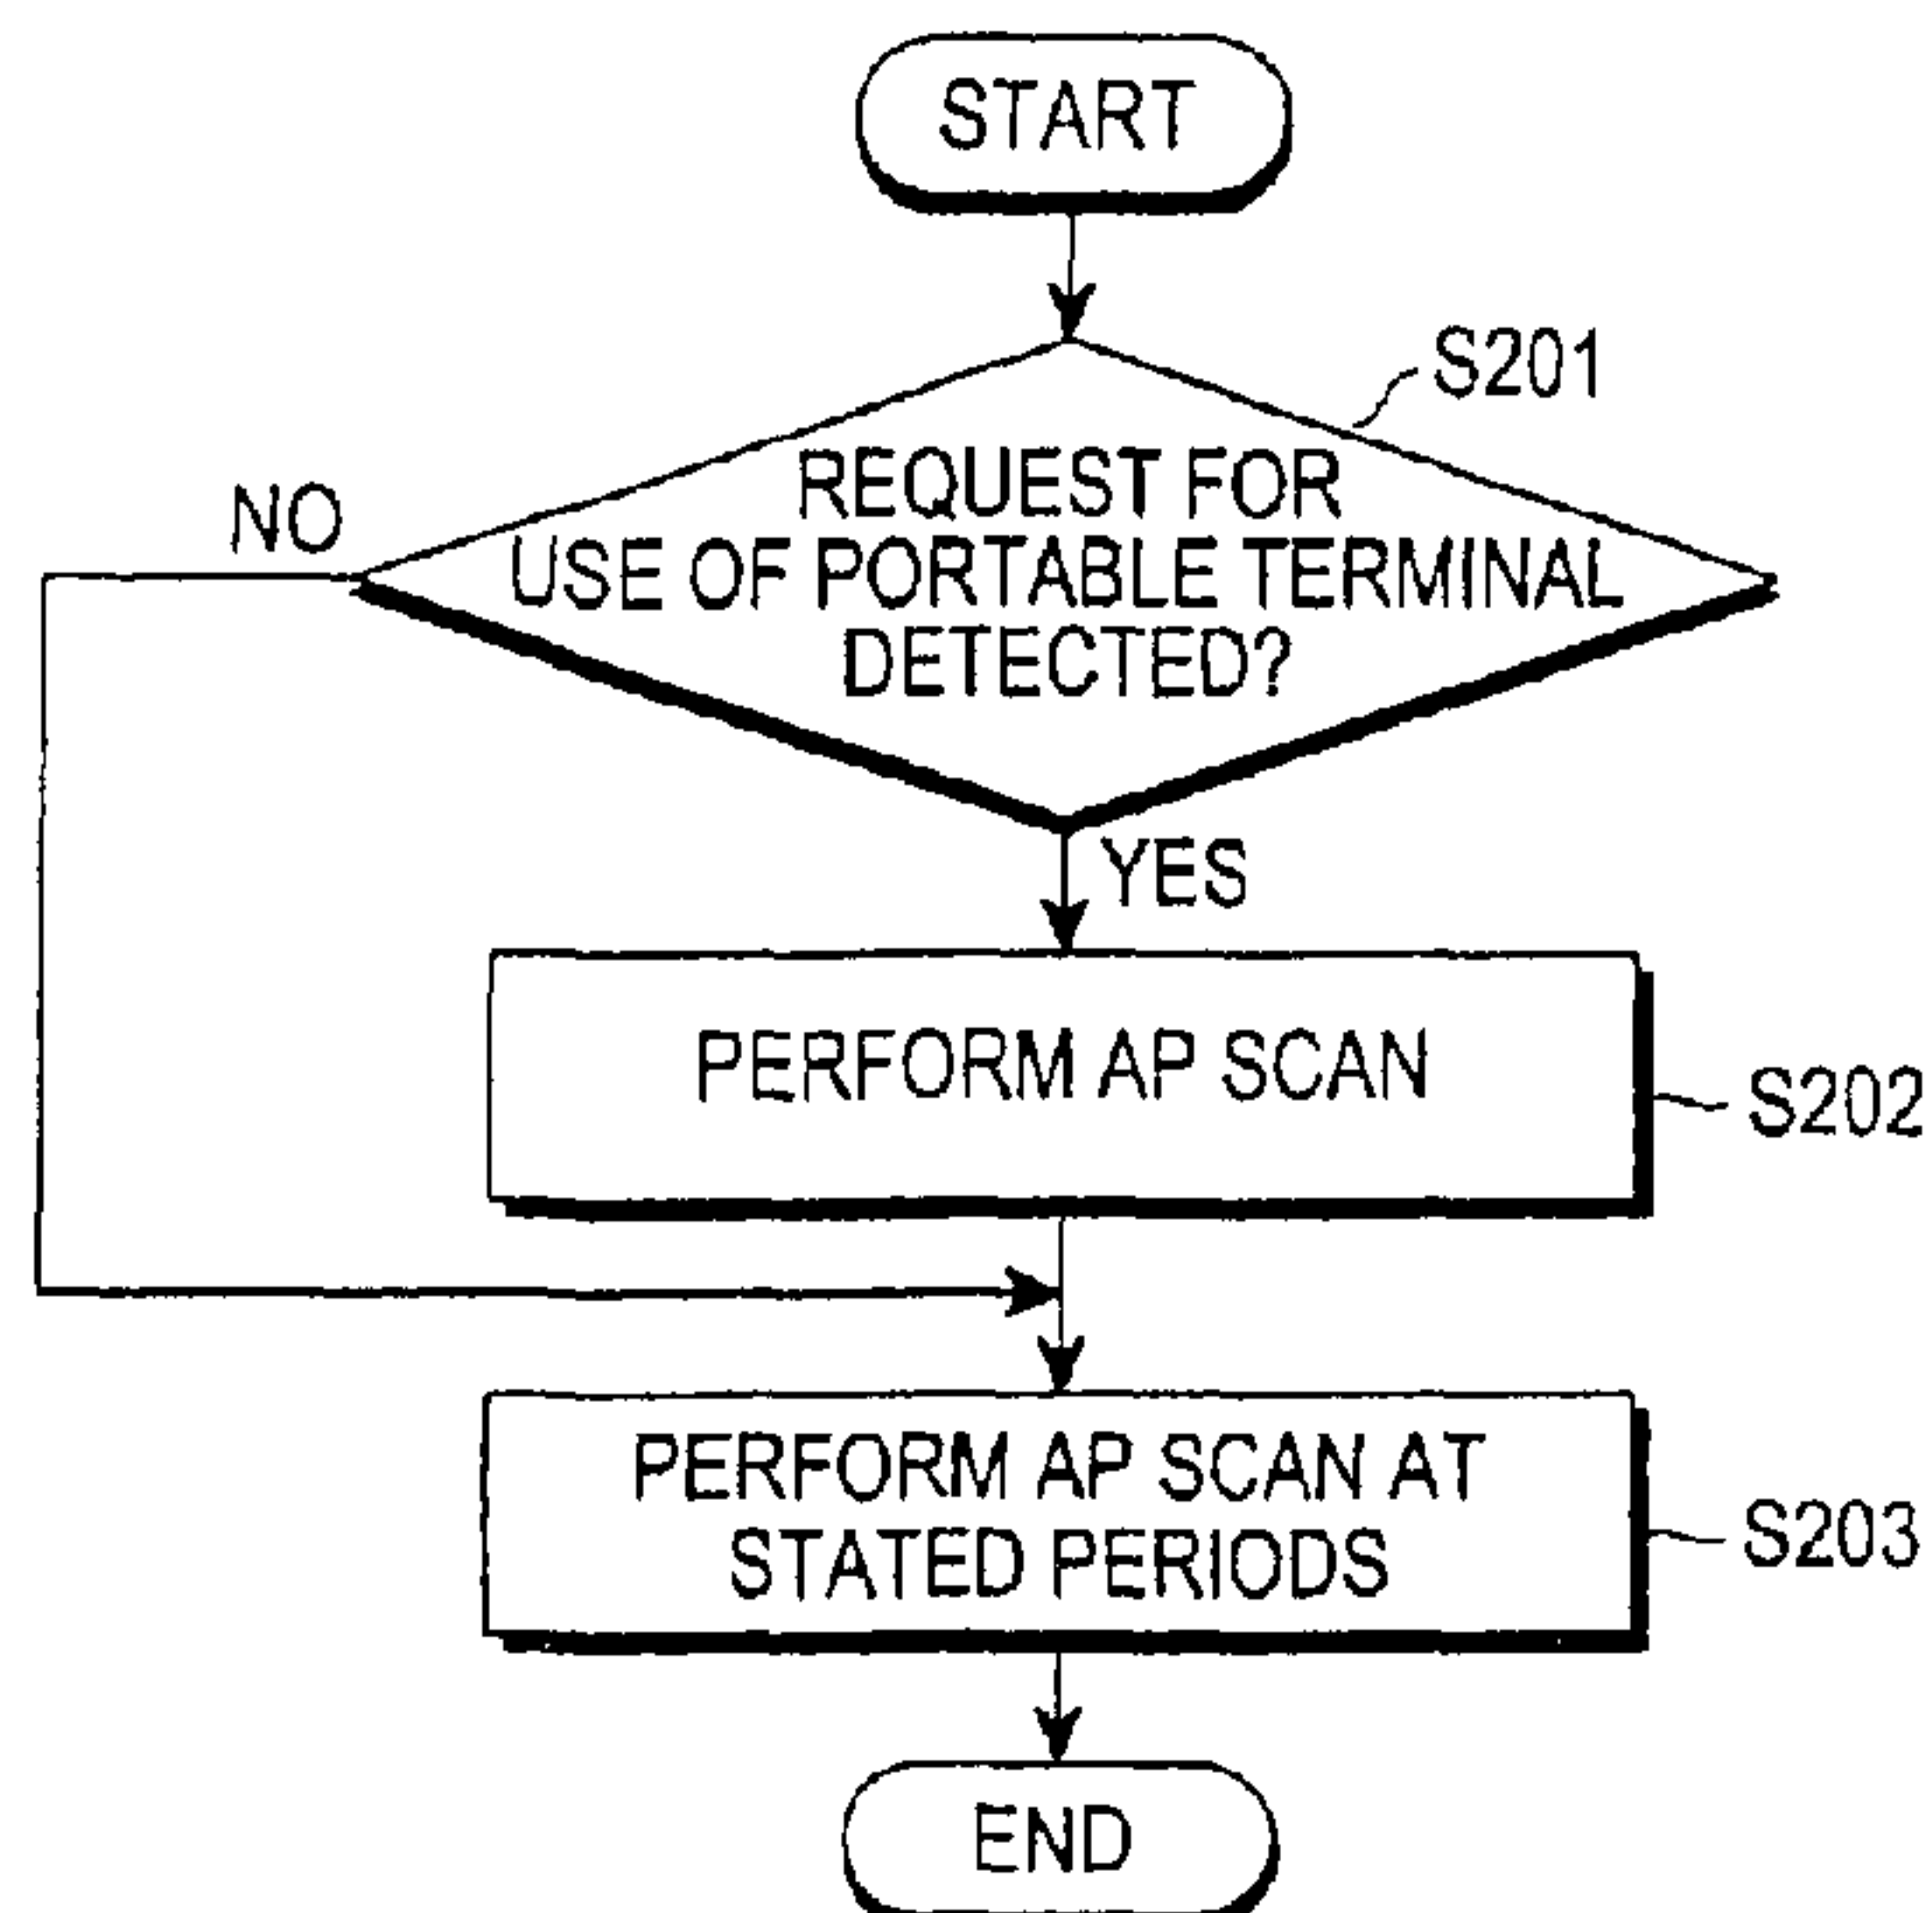 START
S201
REQUEST FOR
USE OF PORTABLE TERMINAL
DETECTED?
NO
YES
PERFORM AP SCAN
S202
PERFORM AP SCAN AT
STATED PERIODS
S203
END